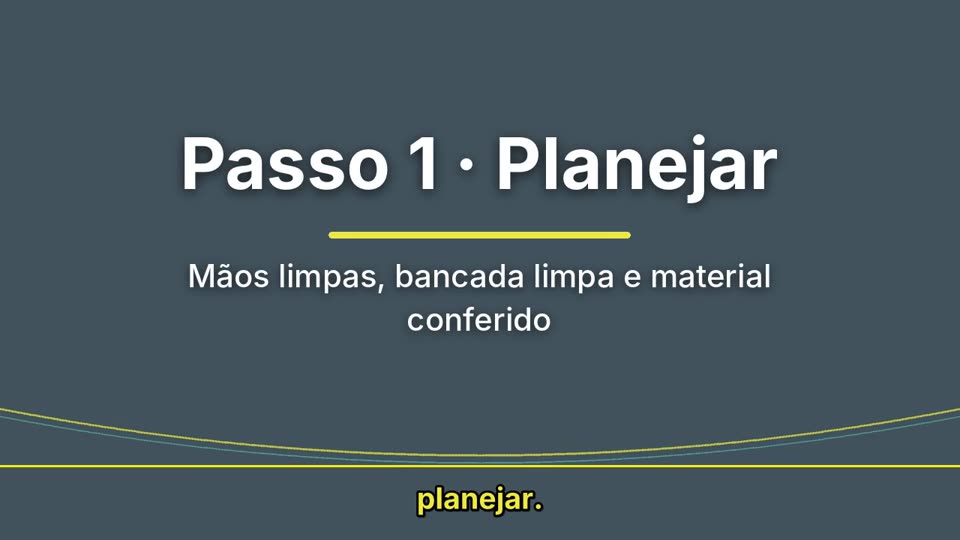 Passo 1 · Planejar
Mãos limpas, bancada limpa e material
conferido
planejar.